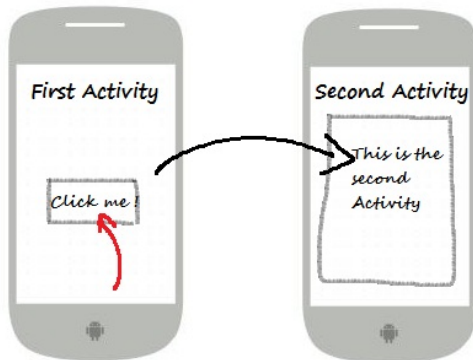 First Activity
Click me!
Second Activity
This is the
second
Activity